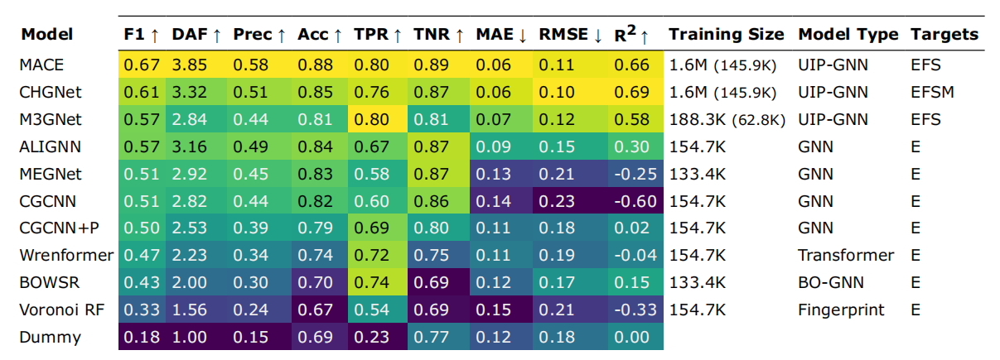 Model F1 ↑ DAF ↑ Prec ↑ Acc ↑ TPR ↑ TNR ↑ MAE ↓ RMSE ↓ R² ↑ Training Size Model Type Targets
MACE 0.67 3.85 0.58 0.88 0.80 0.89 0.06 0.11 0.66 1.6M (145.9K) UIP-GNN EFS
CHGNet 0.61 3.32 0.51 0.85 0.76 0.87 0.06 0.10 0.69 1.6M (145.9K) UIP-GNN EFSM
M3GNet 0.57 2.84 0.44 0.81 0.80 0.81 0.07 0.12 0.58 188.3K (62.8K) UIP-GNN EFS
ALIGNN 0.57 3.16 0.49 0.84 0.67 0.87 0.09 0.15 0.30 154.7K GNN E
MEGNet 0.51 2.92 0.45 0.83 0.58 0.87 0.13 0.21 -0.25 133.4K GNN E
CGCNN 0.51 2.82 0.44 0.82 0.60 0.86 0.14 0.23 -0.60 154.7K GNN E
CGCNN+P 0.50 2.53 0.39 0.79 0.69 0.80 0.11 0.18 0.02 154.7K GNN E
Wrenformer 0.47 2.23 0.34 0.74 0.72 0.75 0.11 0.19 -0.04 154.7K Transformer E
BOWSR 0.43 2.00 0.30 0.70 0.74 0.69 0.12 0.17 0.15 133.4K BO-GNN E
Voronoi RF 0.33 1.56 0.24 0.67 0.54 0.69 0.15 0.21 -0.33 154.7K Fingerprint E
Dummy 0.18 1.00 0.15 0.69 0.23 0.77 0.12 0.18 0.00